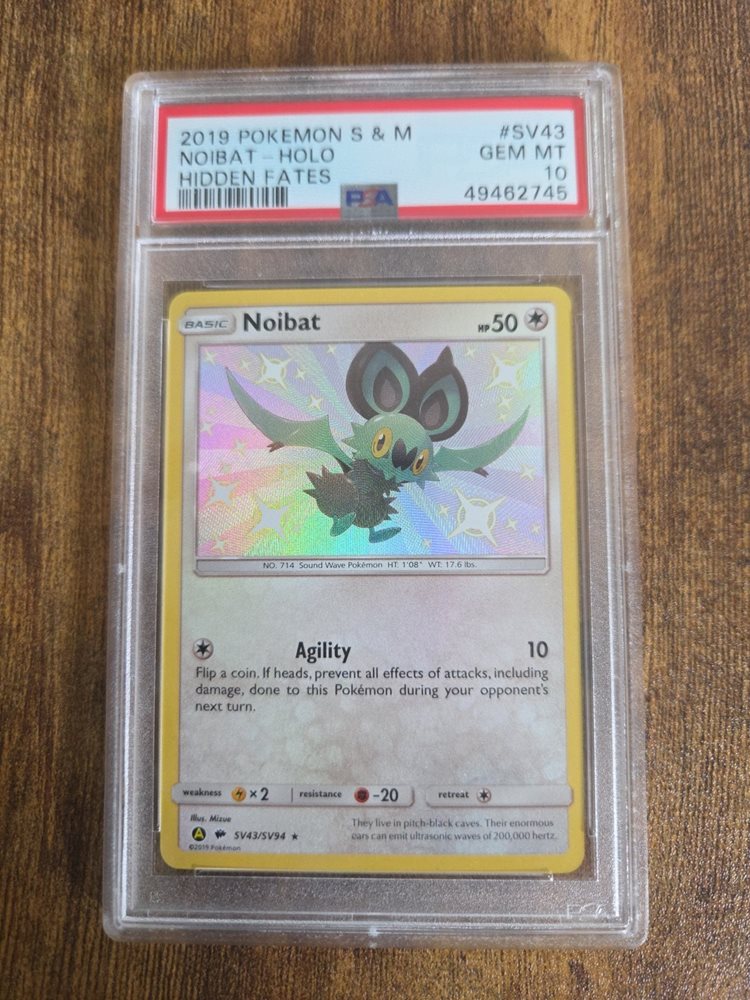 2019 POKEMON S & M #SV43
NOIBAT - HOLO GEM MT
HIDDEN FATES 10
PSA 49462745
BASIC Noibat HP 50
NO. 714 Sound Wave Pokémon HT: 1'08" WT: 17.6 lbs.
Agility 10
Flip a coin. If heads, prevent all effects of attacks, including
damage, done to this Pokémon during your opponent's
next turn.
weakness ×2 resistance -20 retreat
Illus. Mizue
They live in pitch-black caves. Their enormous
A SV43/SV94 ears can emit ultrasonic waves of 200,000 hertz.
©2019 Pokémon